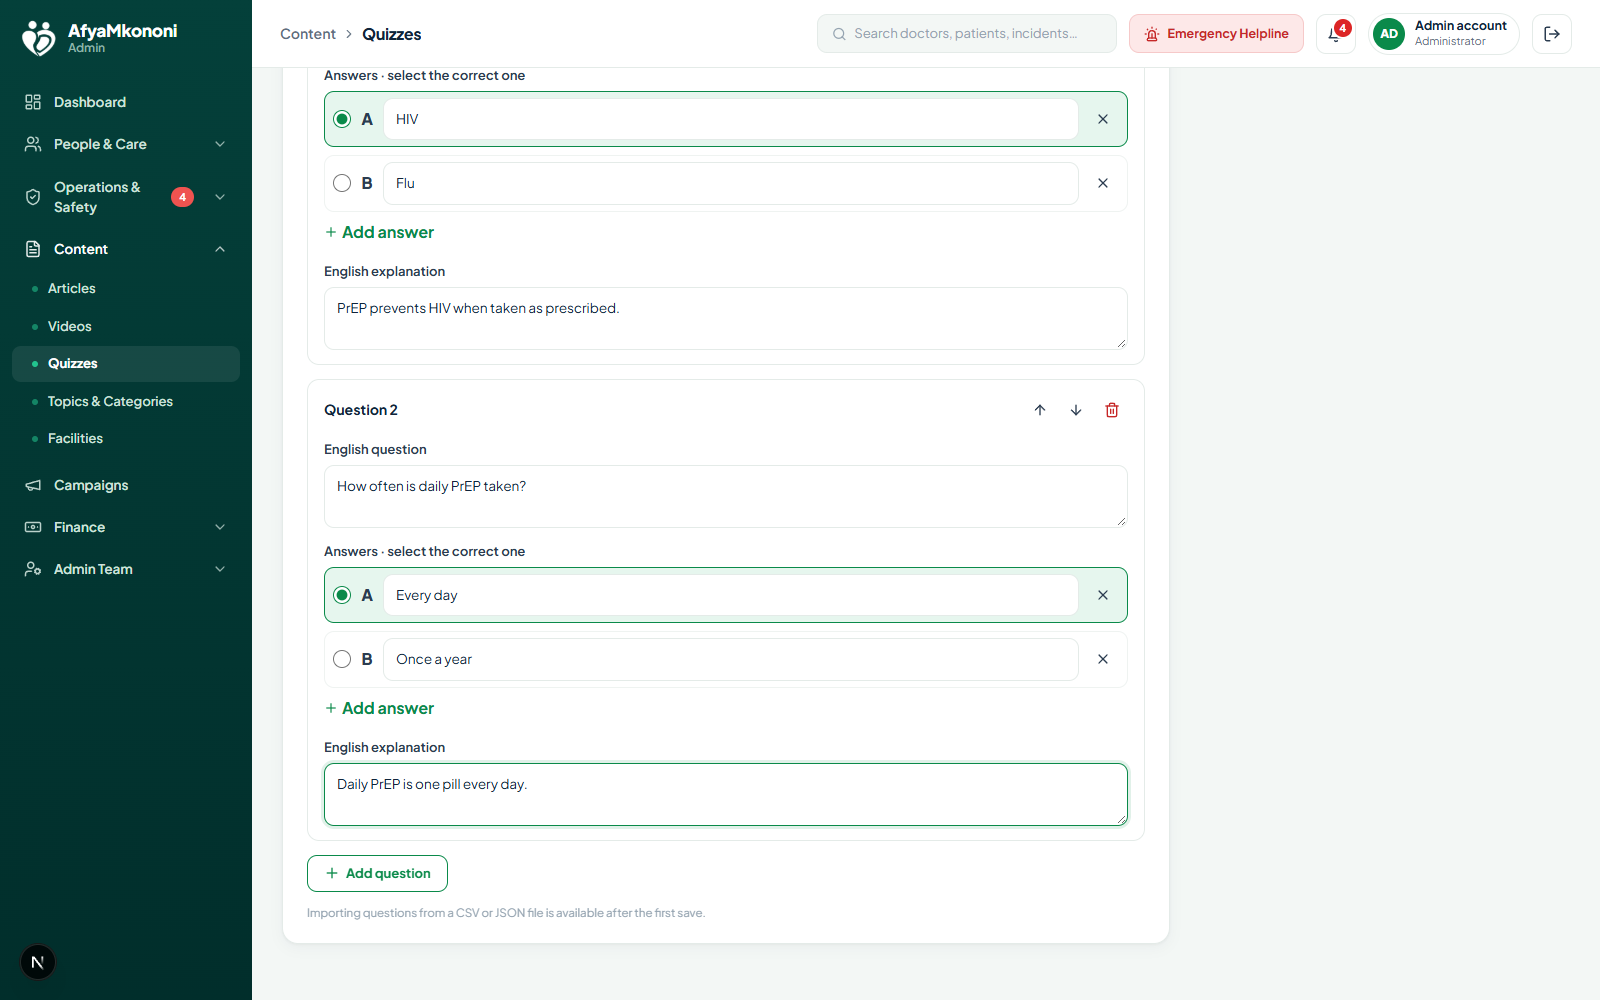 AfyaMkononi
Admin
Content > Quizzes
Search doctors, patients, incidents...
Emergency Helpline
4
AD
Admin account
Administrator
Dashboard
People & Care
Operations &
Safety
4
Content
Articles
Videos
Quizzes
Topics & Categories
Facilities
Campaigns
Finance
Admin Team
N
Answers · select the correct one
A HIV
B Flu
+ Add answer
English explanation
PrEP prevents HIV when taken as prescribed.
Question 2
English question
How often is daily PrEP taken?
Answers · select the correct one
A Every day
B Once a year
+ Add answer
English explanation
Daily PrEP is one pill every day.
+ Add question
Importing questions from a CSV or JSON file is available after the first save.